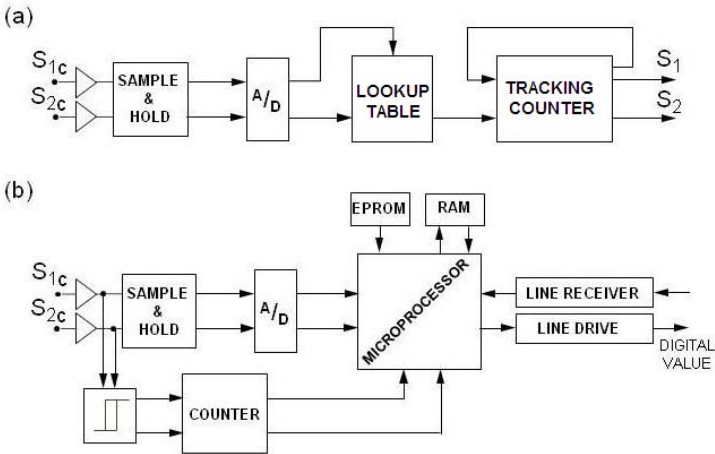 (a)
S1c
S2c
SAMPLE
&
HOLD
A/D
LOOKUP
TABLE
TRACKING
COUNTER
S1
S2
(b)
EPROM
RAM
S1c
S2c
SAMPLE
&
HOLD
A/D
MICROPROCESSOR
LINE RECEIVER
LINE DRIVE
DIGITAL
VALUE
COUNTER